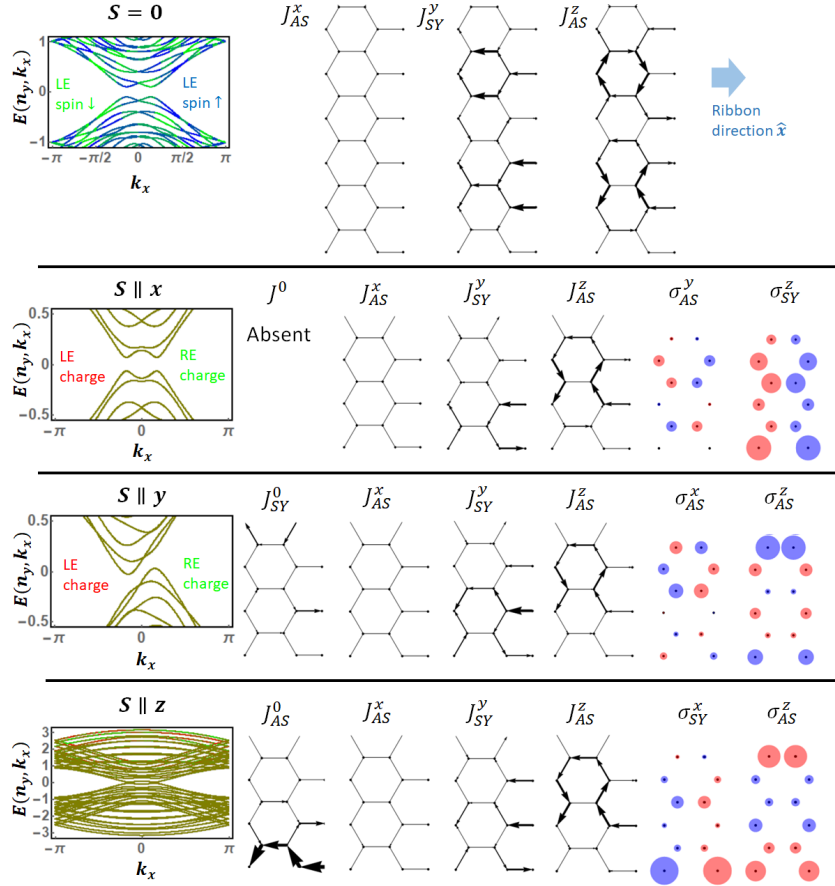 S = 0
J^x_AS J^y_SY J^z_AS
E(n_y, k_x)
1
0
-1
LE
spin ↓
LE
spin ↑
-π -π/2 0 π/2 π
k_x
Ribbon
direction x̂
S ∥ x
J^0 J^x_AS J^y_SY J^z_AS σ^y_AS σ^z_SY
Absent
E(n_y, k_x)
0.5
0
-0.5
LE
charge
RE
charge
-π 0 π
k_x
S ∥ y
J^0_SY J^x_AS J^y_SY J^z_AS σ^x_AS σ^z_AS
E(n_y, k_x)
0.5
0
-0.5
LE
charge
RE
charge
-π 0 π
k_x
S ∥ z
J^0_AS J^x_AS J^y_SY J^z_AS σ^x_SY σ^z_AS
E(n_y, k_x)
3
2
1
0
-1
-2
-3
-π 0 π
k_x